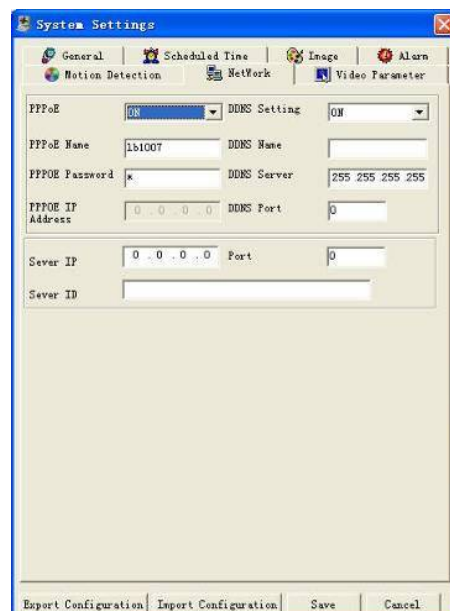 System Settings
General Scheduled Time Image Alarm
Motion Detection NetWork Video Parameter
PPPoE ON DDNS Setting ON
PPPoE Name lb1007 DDNS Name
PPPOE Password * DDNS Server 255 .255 .255 .255
PPPOE IP Address 0 . 0 . 0 . 0 DDNS Port 0
Sever IP 0 . 0 . 0 . 0 Port 0
Sever ID
Export Configuration Import Configuration Save Cancel